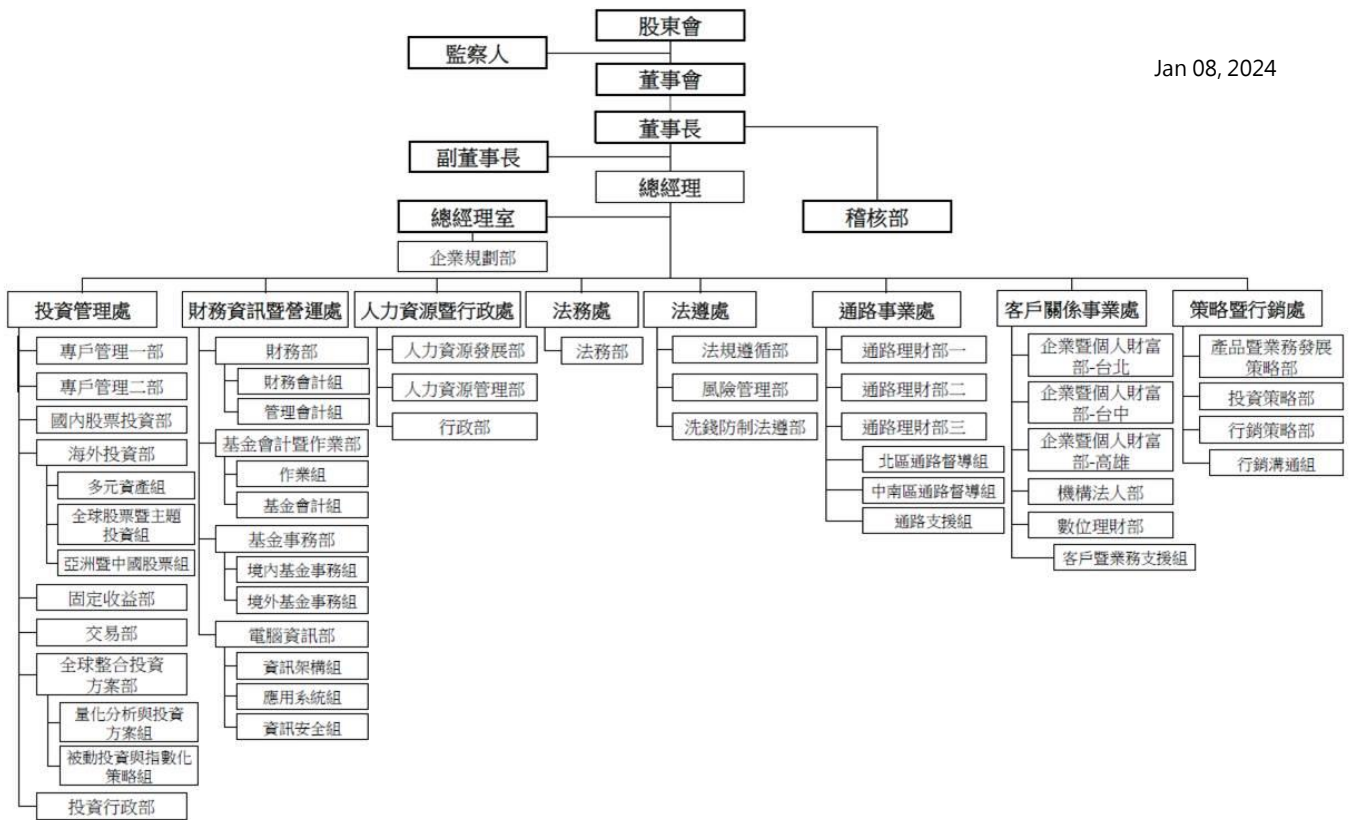 股東會
監察人
董事會
Jan 08, 2024
董事長
副董事長
總經理
總經理室
稽核部
企業規劃部
投資管理處
專戶管理一部
專戶管理二部
國內股票投資部
海外投資部
多元資產組
全球股票暨主題
投資組
亞洲暨中國股票組
固定收益部
交易部
全球整合投資
方案部
量化分析與投資
方案組
被動投資與指數化
策略組
投資行政部
財務資訊暨營運處
財務部
財務會計組
管理會計組
基金會計暨作業部
作業組
基金會計組
基金事務部
境內基金事務組
境外基金事務組
電腦資訊部
資訊架構組
應用系統組
資訊安全組
人力資源暨行政處
人力資源發展部
人力資源管理部
行政部
法務處
法務部
法遵處
法規遵循部
風險管理部
洗錢防制法遵部
通路事業處
通路理財部一
通路理財部二
通路理財部三
北區通路督導組
中南區通路督導組
通路支援組
客戶關係事業處
企業暨個人財富
部-台北
企業暨個人財富
部-台中
企業暨個人財富
部-高雄
機構法人部
數位理財部
客戶暨業務支援組
策略暨行銷處
產品暨業務發展
策略部
投資策略部
行銷策略部
行銷溝通組